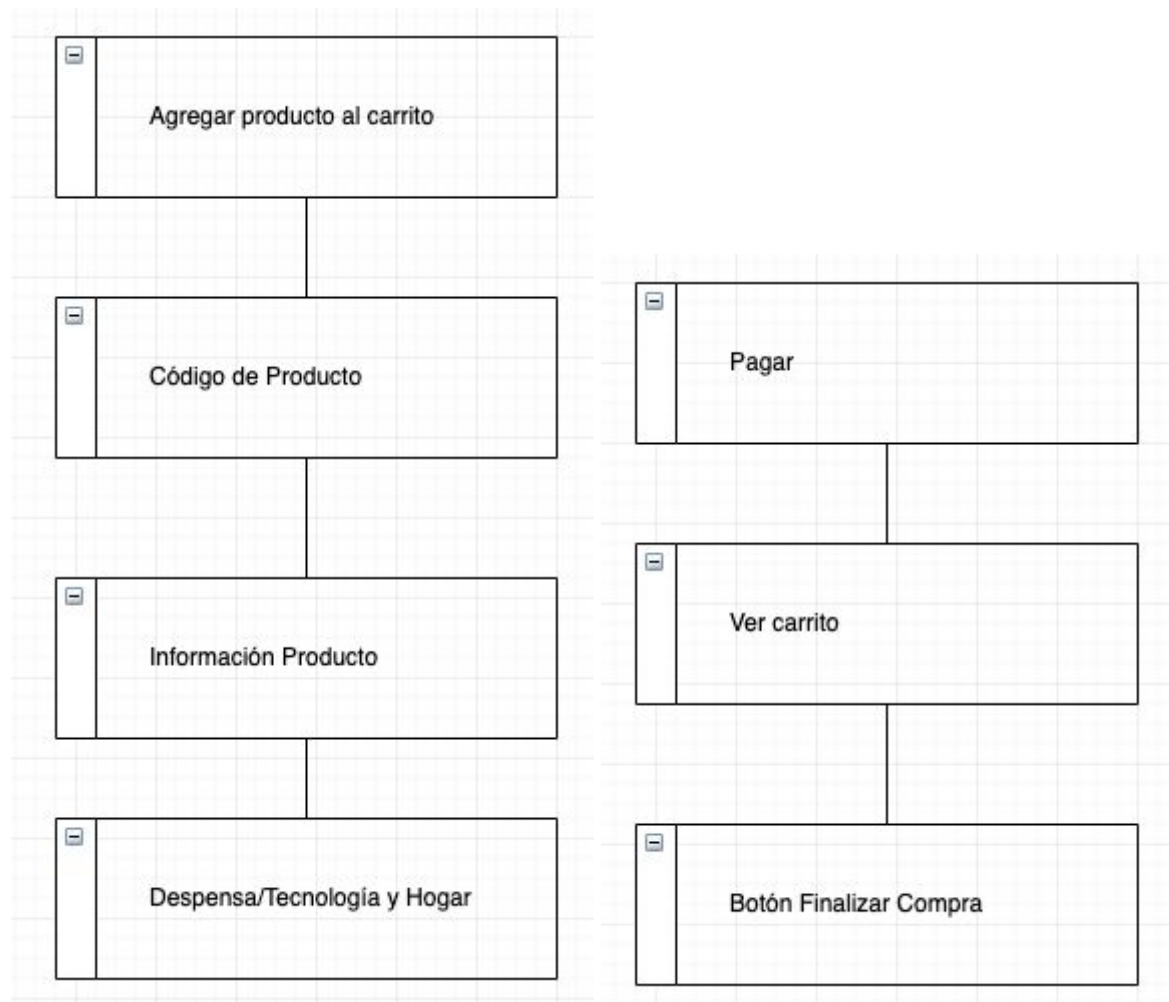 Agregar producto al carrito
Código de Producto
Información Producto
Despensa/Tecnología y Hogar
Pagar
Ver carrito
Botón Finalizar Compra